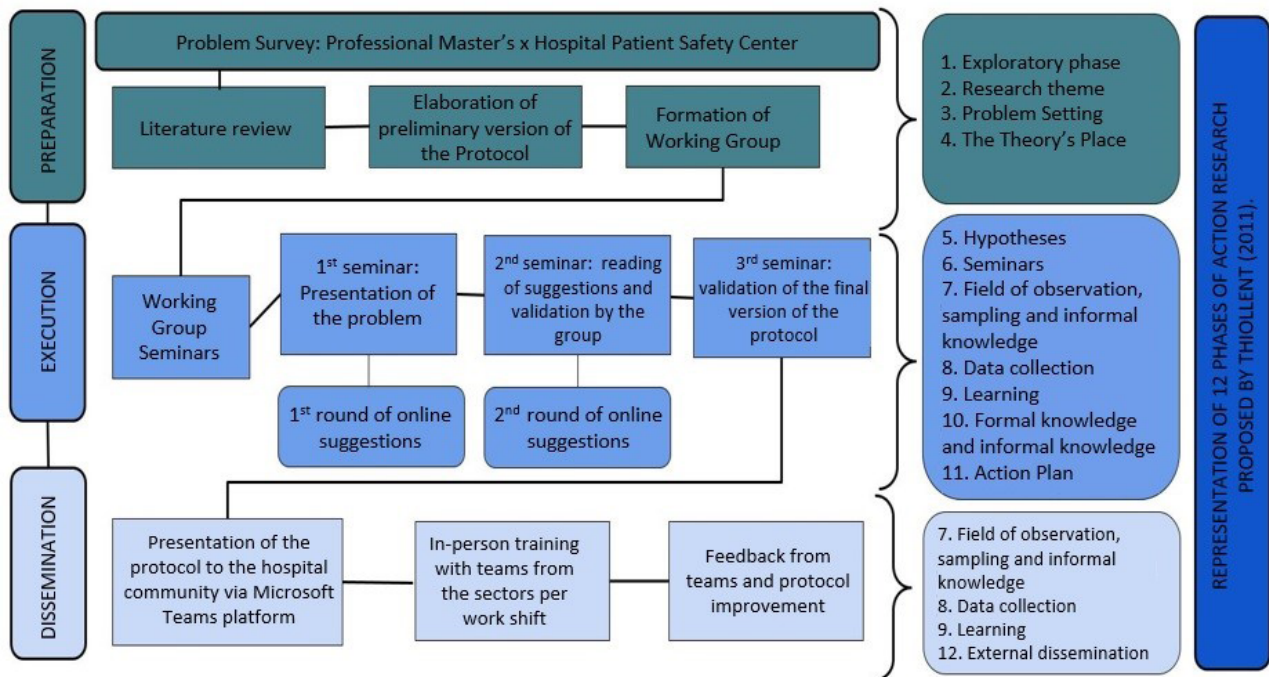 PREPARATION
Problem Survey: Professional Master's x Hospital Patient Safety Center
Literature review
Elaboration of
preliminary version of
the Protocol
Formation of
Working Group
1. Exploratory phase
2. Research theme
3. Problem Setting
4. The Theory's Place
EXECUTION
Working
Group
Seminars
1st seminar:
Presentation of
the problem
2nd seminar: reading
of suggestions and
validation by the
group
3rd seminar:
validation of the final
version of the
protocol
1st round of online
suggestions
2nd round of online
suggestions
5. Hypotheses
6. Seminars
7. Field of observation,
sampling and informal
knowledge
8. Data collection
9. Learning
10. Formal knowledge
and informal knowledge
11. Action Plan
DISSEMINATION
Presentation of the
protocol to the hospital
community via Microsoft
Teams platform
In-person training
with teams from
the sectors per
work shift
Feedback from
teams and protocol
improvement
7. Field of observation,
sampling and informal
knowledge
8. Data collection
9. Learning
12. External dissemination
REPRESENTATION OF 12 PHASES OF ACTION RESEARCH
PROPOSED BY THIOLLENT (2011).